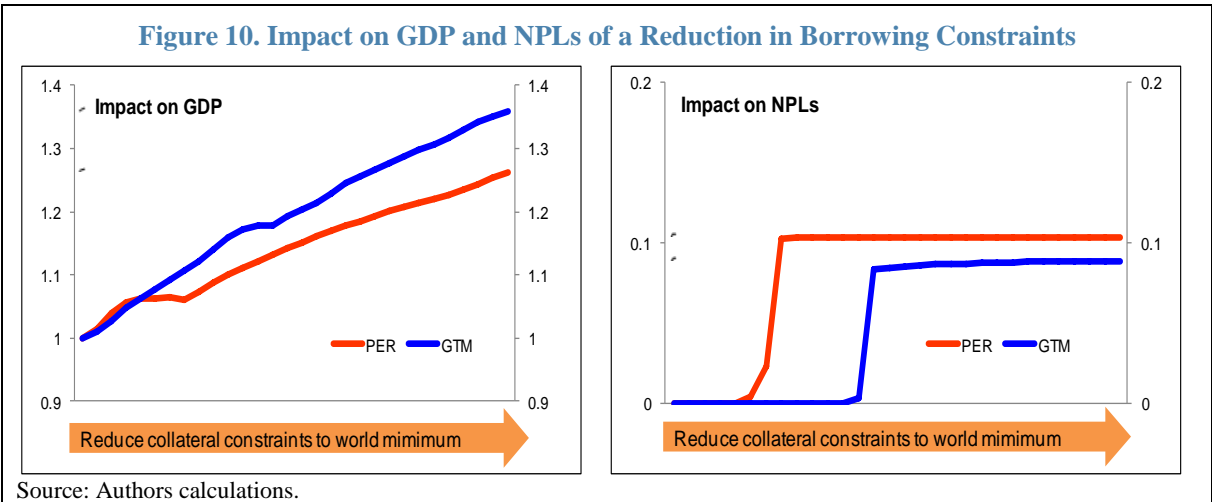 Figure 10. Impact on GDP and NPLs of a Reduction in Borrowing Constraints
1.4
1.3
1.2
1.1
1
0.9
Impact on GDP
PER
GTM
1.4
1.3
1.2
1.1
1
0.9
Reduce collateral constraints to world mimimum
0.2
0.1
0
Impact on NPLs
PER
GTM
0.2
0.1
0
Reduce collateral constraints to world mimimum
Source: Authors calculations.